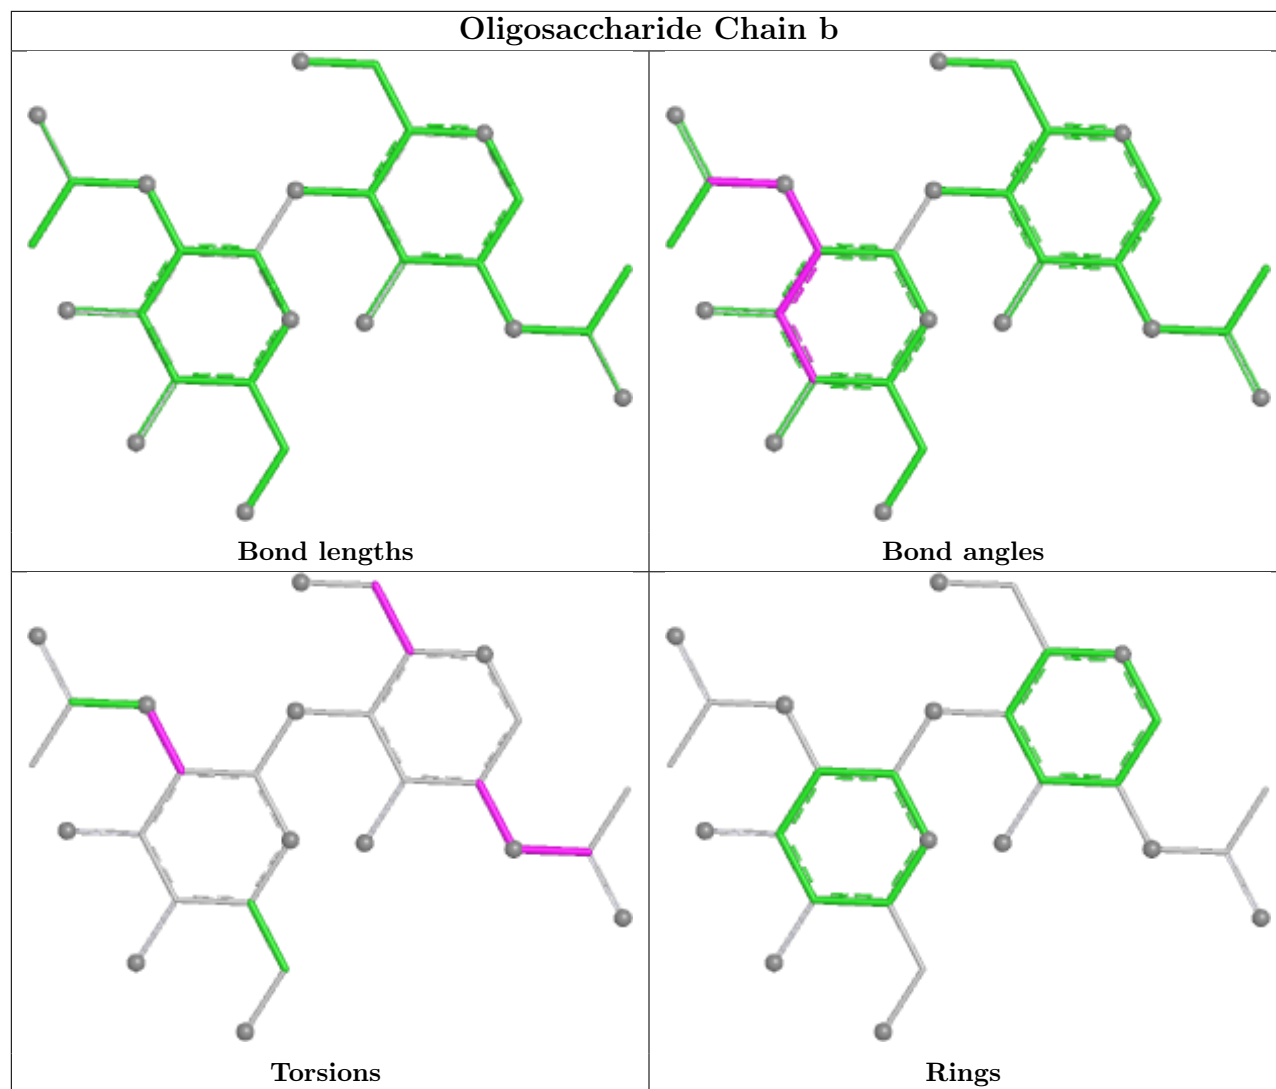 Oligosaccharide Chain b
Bond lengths
Bond angles
Torsions
Rings